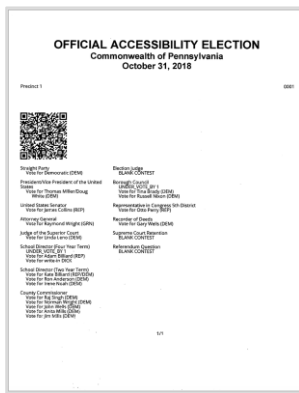 OFFICIAL ACCESSIBILITY ELECTION
Commonwealth of Pennsylvania
October 31, 2018
Precinct 1
0001
Straight Party
Vote for Democratic (DEM)
President/Vice-President of the United
States
Vote for Thomas Miller/Doug
White (DEM)
United States Senator
Vote for James Collins (REP)
Attorney General
Vote for Raymond Wright (GRN)
Judge of the Superior Court
Vote for Linda Leno (DEM)
School Director (Four Year Term)
UNDER_VOTE_BY 1
Vote for Adam Billiard (REP)
Vote for write-in DICK
School Director (Two Year Term)
Vote for Kate Billiard (REP/DEM)
Vote for Ron Anderson (DEM)
Vote for Irene Noah (DEM)
County Commissioner
Vote for Raj Singh (DEM)
Vote for Norman Wright (DEM)
Vote for John Wells (DEM)
Vote for Anita Mills (DEM)
Vote for Jim Mills (DEM)
Election Judge
BLANK CONTEST
Borough Council
UNDER_VOTE_BY 1
Vote for Tina Brady (DEM)
Vote for Russell Nixon (DEM)
Representative in Congress 5th District
Vote for Otto Perry (REP)
Recorder of Deeds
Vote for Gary Wells (DEM)
Supreme Court Retention
BLANK CONTEST
Referendum Question
BLANK CONTEST
1/1